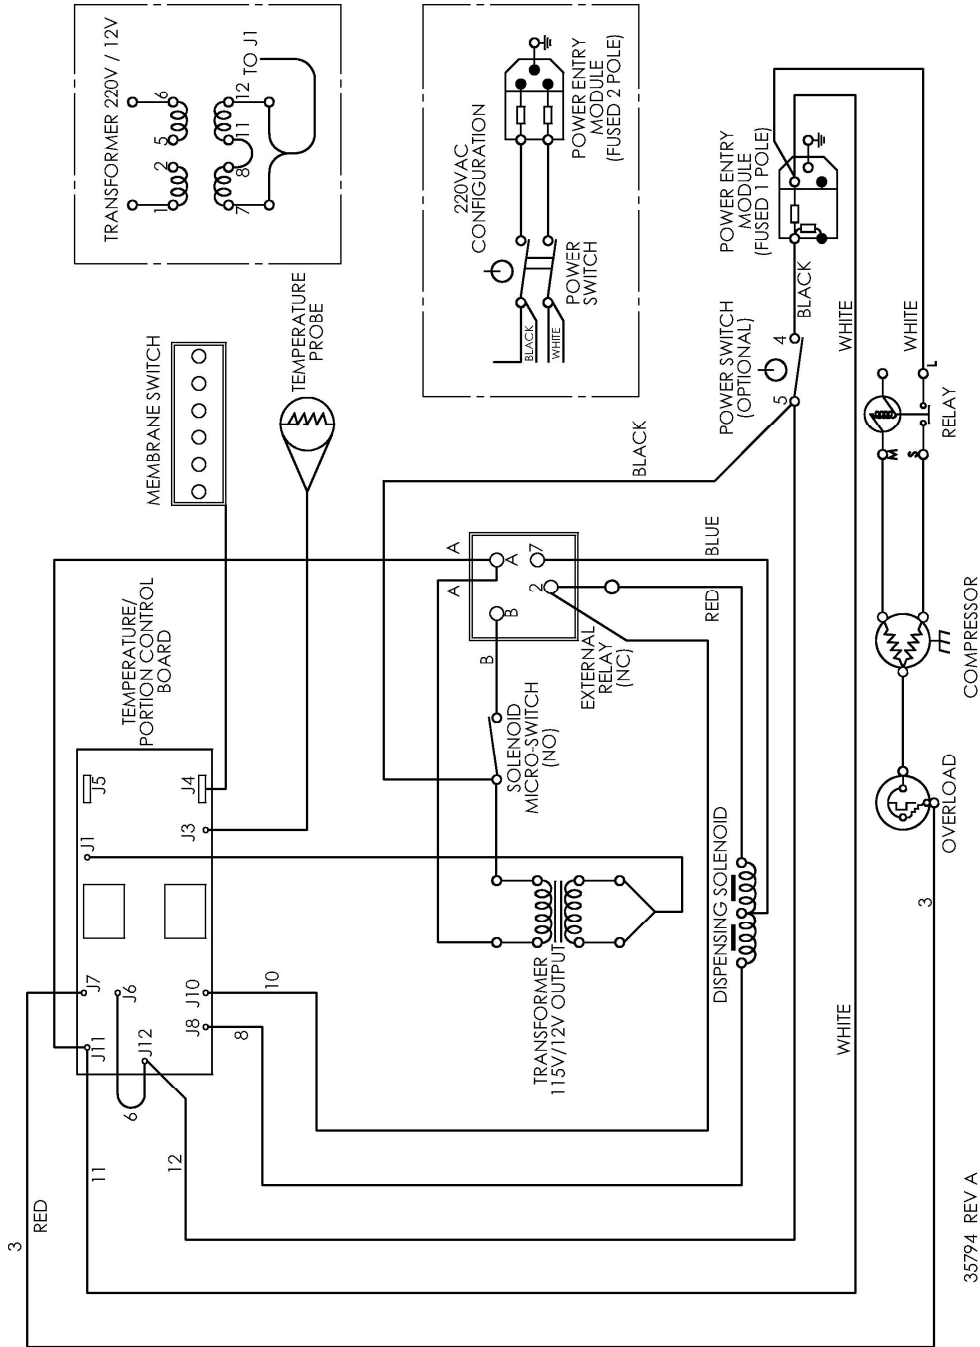 TRANSFORMER 220V / 12V
1
2
5
6
7
8
11
12
TO J1
220VAC
CONFIGURATION
BLACK
WHITE
POWER
SWITCH
POWER ENTRY
MODULE
(FUSED 2 POLE)
MEMBRANE SWITCH
TEMPERATURE
PROBE
TEMPERATURE/
PORTION CONTROL
BOARD
J11
J7
J1
J5
J6
J12
J8
J10
J3
J4
3
RED
11
6
12
8
10
A
A
B
B
A
2
7
EXTERNAL
RELAY
(NC)
SOLENOID
MICRO-SWITCH
(NO)
TRANSFORMER
115V/12V OUTPUT
BLACK
RED
BLUE
DISPENSING SOLENOID
POWER SWITCH
(OPTIONAL)
5
4
BLACK
POWER ENTRY
MODULE
(FUSED 1 POLE)
WHITE
WHITE
WHITE
M
S
L
RELAY
COMPRESSOR
OVERLOAD
3
35794 REV A